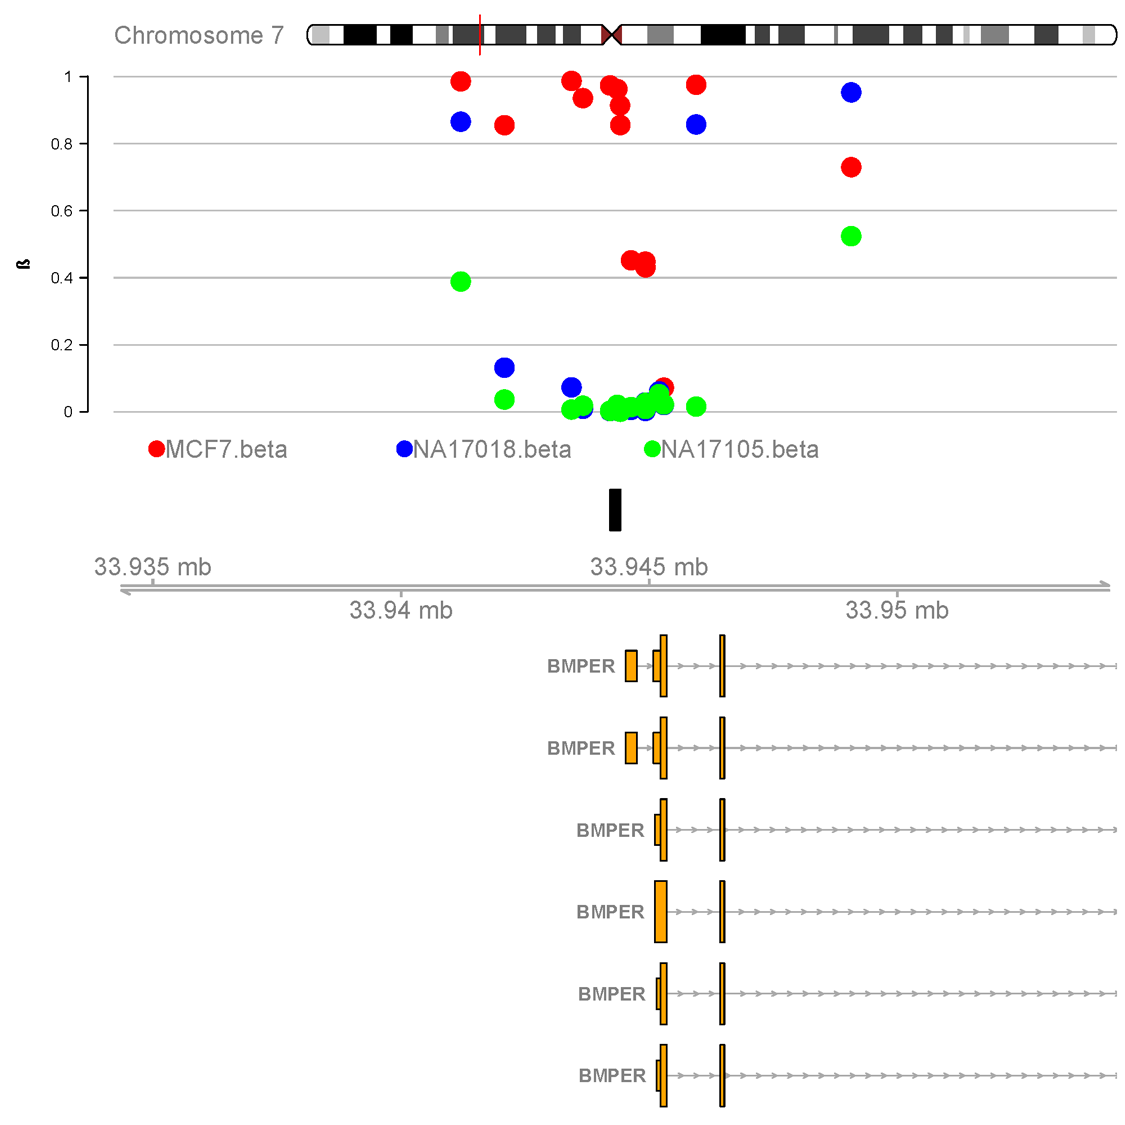 Chromosome 7
1
0.8
0.6
0.4
0.2
0
ß
MCF7.beta NA17018.beta NA17105.beta
33.935 mb 33.945 mb
33.94 mb 33.95 mb
BMPER
BMPER
BMPER
BMPER
BMPER
BMPER